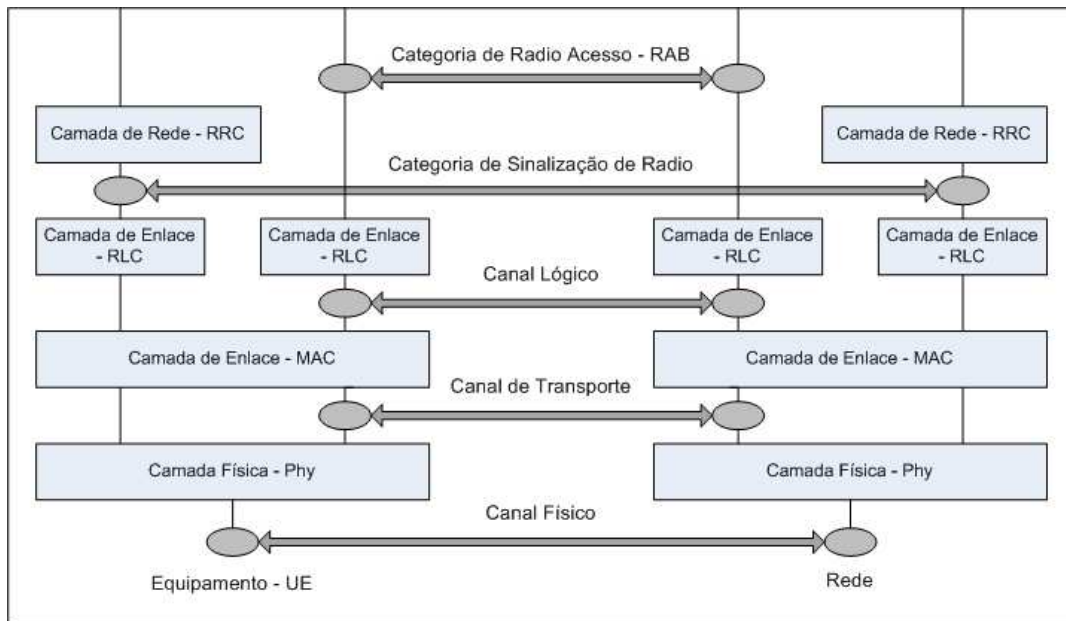 Categoria de Radio Acesso - RAB
Camada de Rede - RRC
Camada de Rede - RRC
Categoria de Sinalização de Radio
Camada de Enlace
- RLC
Camada de Enlace
- RLC
Camada de Enlace
- RLC
Camada de Enlace
- RLC
Canal Lógico
Camada de Enlace - MAC
Camada de Enlace - MAC
Canal de Transporte
Camada Física - Phy
Camada Física - Phy
Canal Físico
Equipamento - UE
Rede